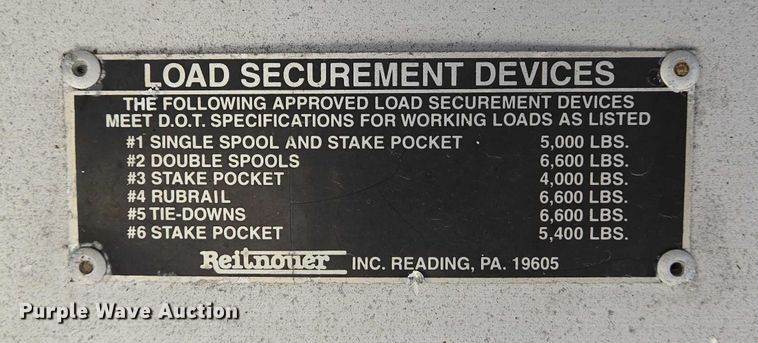 LOAD SECUREMENT DEVICES
THE FOLLOWING APPROVED LOAD SECUREMENT DEVICES
MEET D.O.T. SPECIFICATIONS FOR WORKING LOADS AS LISTED
#1 SINGLE SPOOL AND STAKE POCKET 5,000 LBS.
#2 DOUBLE SPOOLS 6,600 LBS.
#3 STAKE POCKET 4,000 LBS.
#4 RUBRAIL 6,600 LBS.
#5 TIE-DOWNS 6,600 LBS.
#6 STAKE POCKET 5,400 LBS.
Reitnouer INC. READING, PA. 19605
Purple Wave Auction